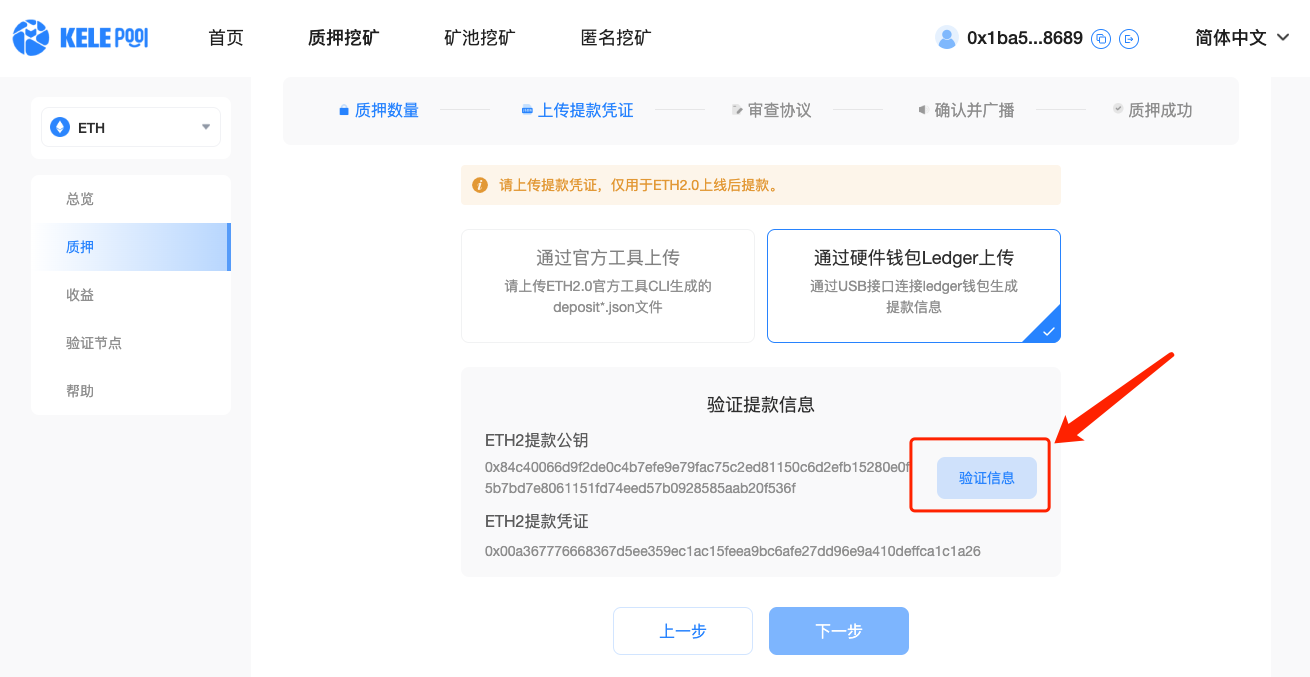 KELE POOl
首页
质押挖矿
矿池挖矿
匿名挖矿
0x1ba5...8689
简体中文
ETH
总览
质押
收益
验证节点
帮助
质押数量
上传提款凭证
审查协议
确认并广播
质押成功
请上传提款凭证，仅用于ETH2.0上线后提款。
通过官方工具上传
请上传ETH2.0官方工具CLI生成的
deposit*.json文件
通过硬件钱包Ledger上传
通过USB接口连接ledger钱包生成
提款信息
验证提款信息
ETH2提款公钥
0x84c40066d9f2de0c4b7efe9e79fac75c2ed81150c6d2efb15280e0f
5b7bd7e8061151fd74eed57b0928585aab20f536f
验证信息
ETH2提款凭证
0x00a367776668367d5ee359ec1ac15feea9bc6afe27dd96e9a410deffca1c1a26
上一步
下一步